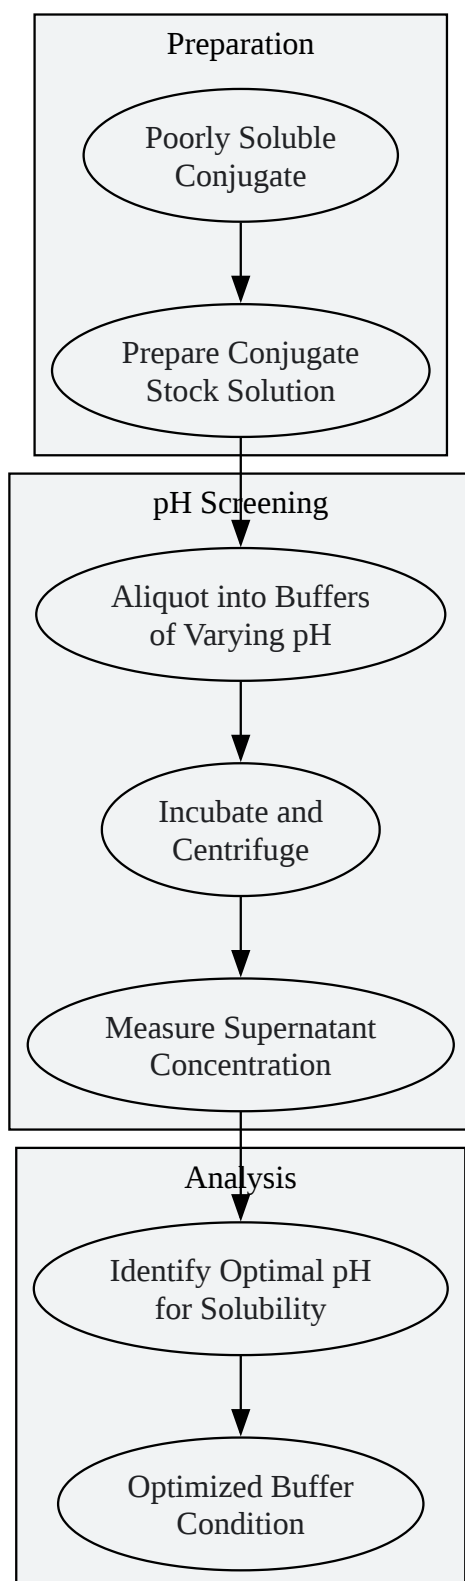 Preparation
Poorly Soluble
Conjugate
Prepare Conjugate
Stock Solution
pH Screening
Aliquot into Buffers
of Varying pH
Incubate and
Centrifuge
Measure Supernatant
Concentration
Analysis
Identify Optimal pH
for Solubility
Optimized Buffer
Condition